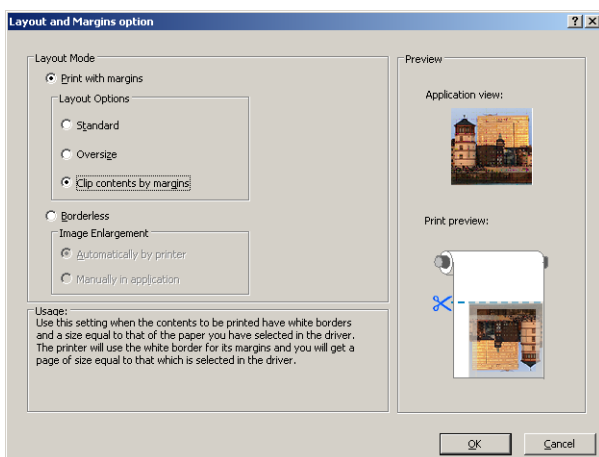 Layout and Margins option
Layout Mode
Print with margins
Layout Options
Standard
Oversize
Clip contents by margins
Borderless
Image Enlargement
Automatically by printer
Manually in application
Usage:
Use this setting when the contents to be printed have white borders
and a size equal to that of the paper you have selected in the driver.
The printer will use the white border for its margins and you will get a
page of size equal to that which is selected in the driver.
Preview
Application view:
Print preview:
OK
Cancel